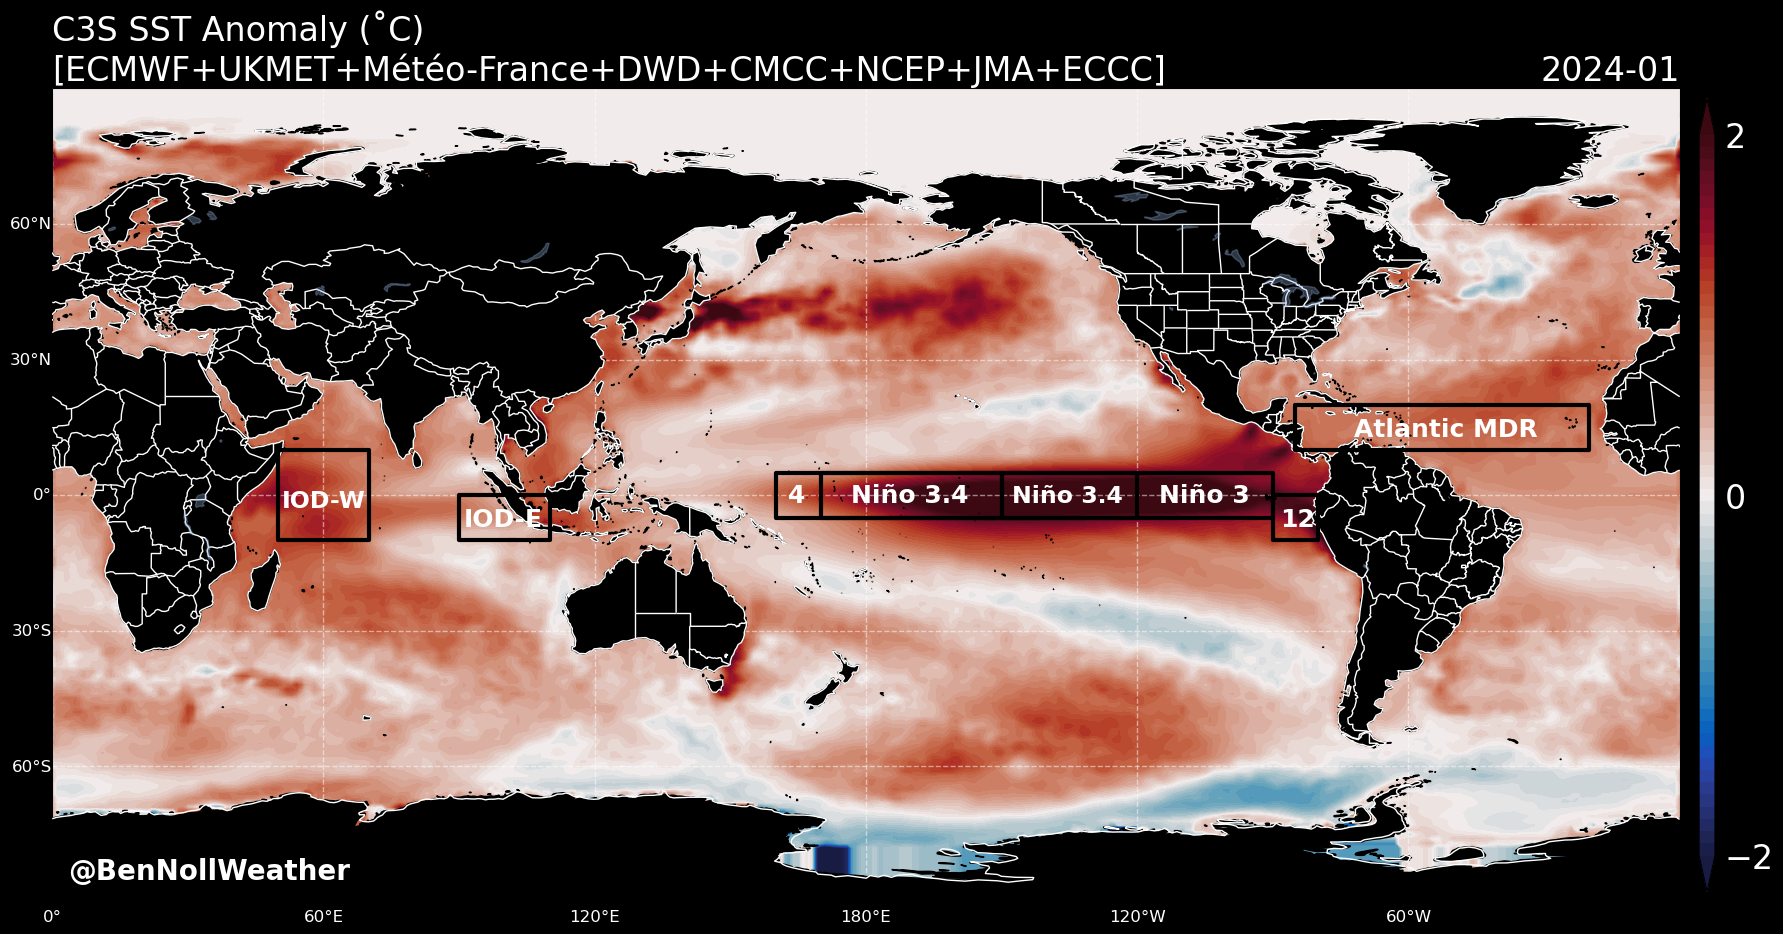 C3S SST Anomaly (˚C)
[ECMWF+UKMET+Météo-France+DWD+CMCC+NCEP+JMA+ECCC]
2024-01
2
60°N
30°N
Atlantic MDR
IOD-W
0°
4
Niño 3.4
Niño 3.4
Niño 3
0
IOD-E
12
30°S
60°S
−2
@BenNollWeather
0°
60°E
120°E
180°E
120°W
60°W